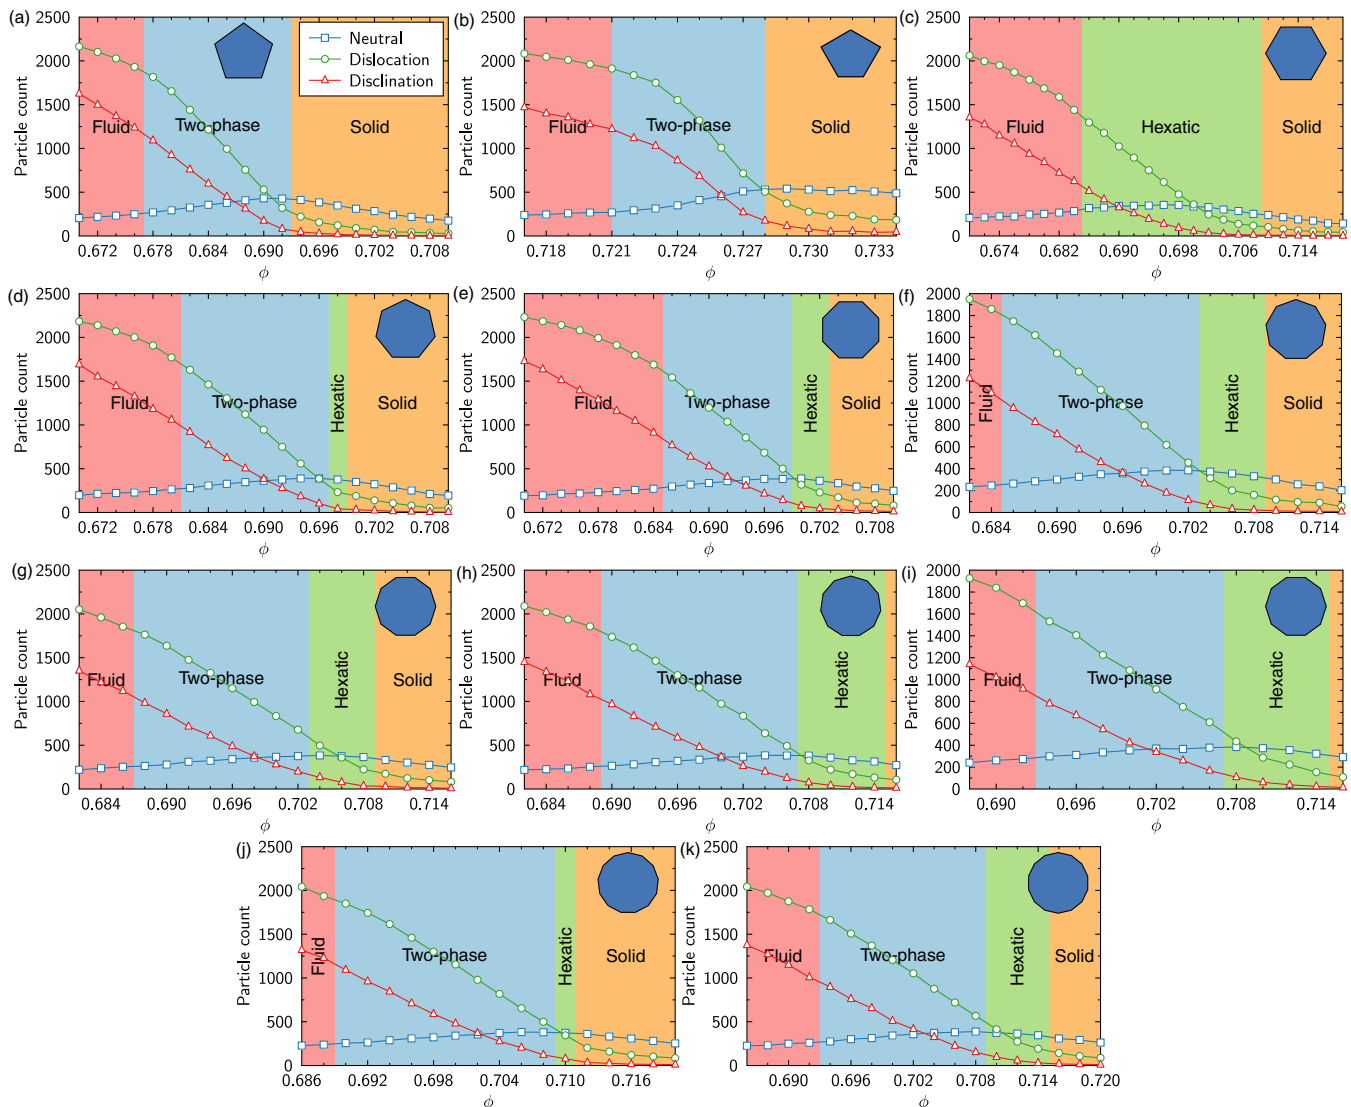 (a)
2500
2000
1500
1000
500
0
Particle count
Fluid
Two-phase
Solid
Neutral
Dislocation
Disclination
0.672 0.678 0.684 0.690 0.696 0.702 0.708
ϕ
(b)
2500
2000
1500
1000
500
0
Particle count
Fluid
Two-phase
Solid
0.718 0.721 0.724 0.727 0.730 0.733
ϕ
(c)
2500
2000
1500
1000
500
0
Particle count
Fluid
Hexatic
Solid
0.674 0.682 0.690 0.698 0.706 0.714
ϕ
(d)
2500
2000
1500
1000
500
0
Particle count
Fluid
Two-phase
Hexatic
Solid
0.672 0.678 0.684 0.690 0.696 0.702 0.708
ϕ
(e)
2500
2000
1500
1000
500
0
Particle count
Fluid
Two-phase
Hexatic
Solid
0.672 0.678 0.684 0.690 0.696 0.702 0.708
ϕ
(f)
2000
1800
1600
1400
1200
1000
800
600
400
200
0
Particle count
Fluid
Two-phase
Hexatic
Solid
0.684 0.690 0.696 0.702 0.708 0.714
ϕ
(g)
2500
2000
1500
1000
500
0
Particle count
Fluid
Two-phase
Hexatic
Solid
0.684 0.690 0.696 0.702 0.708 0.714
ϕ
(h)
2500
2000
1500
1000
500
0
Particle count
Fluid
Two-phase
Hexatic
0.684 0.690 0.696 0.702 0.708 0.714
ϕ
(i)
2000
1800
1600
1400
1200
1000
800
600
400
200
0
Particle count
Fluid
Two-phase
Hexatic
0.690 0.696 0.702 0.708 0.714
ϕ
(j)
2500
2000
1500
1000
500
0
Particle count
Fluid
Two-phase
Hexatic
Solid
0.686 0.692 0.698 0.704 0.710 0.716
ϕ
(k)
2500
2000
1500
1000
500
0
Particle count
Fluid
Two-phase
Hexatic
Solid
0.690 0.696 0.702 0.708 0.714 0.720
ϕ